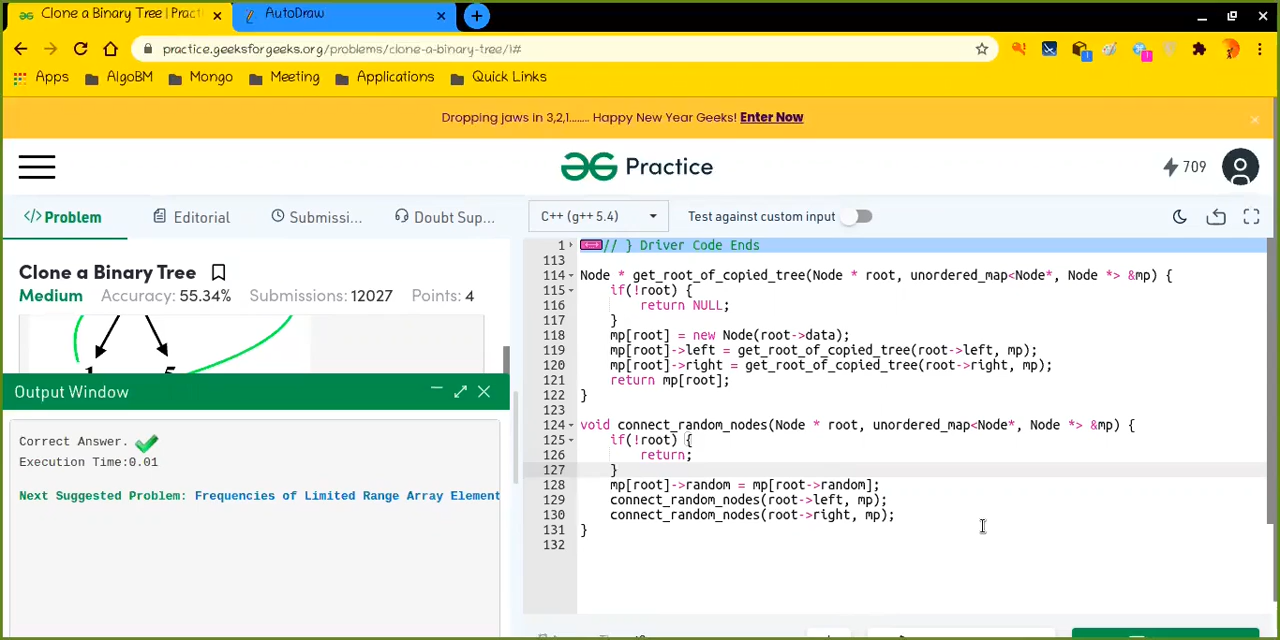 Clone a Binary Tree | Pract
AutoDraw
practice.geeksforgeeks.org/problems/clone-a-binary-tree/1#
Apps
AlgoBM
Mongo
Meeting
Applications
Quick Links
Dropping jaws in 3,2,1....... Happy New Year Geeks! Enter Now
Practice
709
</> Problem
Editorial
Submissi...
Doubt Sup...
C++ (g++ 5.4)
Test against custom input
Clone a Binary Tree
Medium Accuracy: 55.34% Submissions: 12027 Points: 4
Output Window
Correct Answer.
Execution Time:0.01
Next Suggested Problem: Frequencies of Limited Range Array Element
1 // } Driver Code Ends
113
114 Node * get_root_of_copied_tree(Node * root, unordered_map<Node*, Node *> &mp) {
115 if(!root) {
116 return NULL;
117 }
118 mp[root] = new Node(root->data);
119 mp[root]->left = get_root_of_copied_tree(root->left, mp);
120 mp[root]->right = get_root_of_copied_tree(root->right, mp);
121 return mp[root];
122 }
123
124 void connect_random_nodes(Node * root, unordered_map<Node*, Node *> &mp) {
125 if(!root) {
126 return;
127 }
128 mp[root]->random = mp[root->random];
129 connect_random_nodes(root->left, mp);
130 connect_random_nodes(root->right, mp);
131 }
132